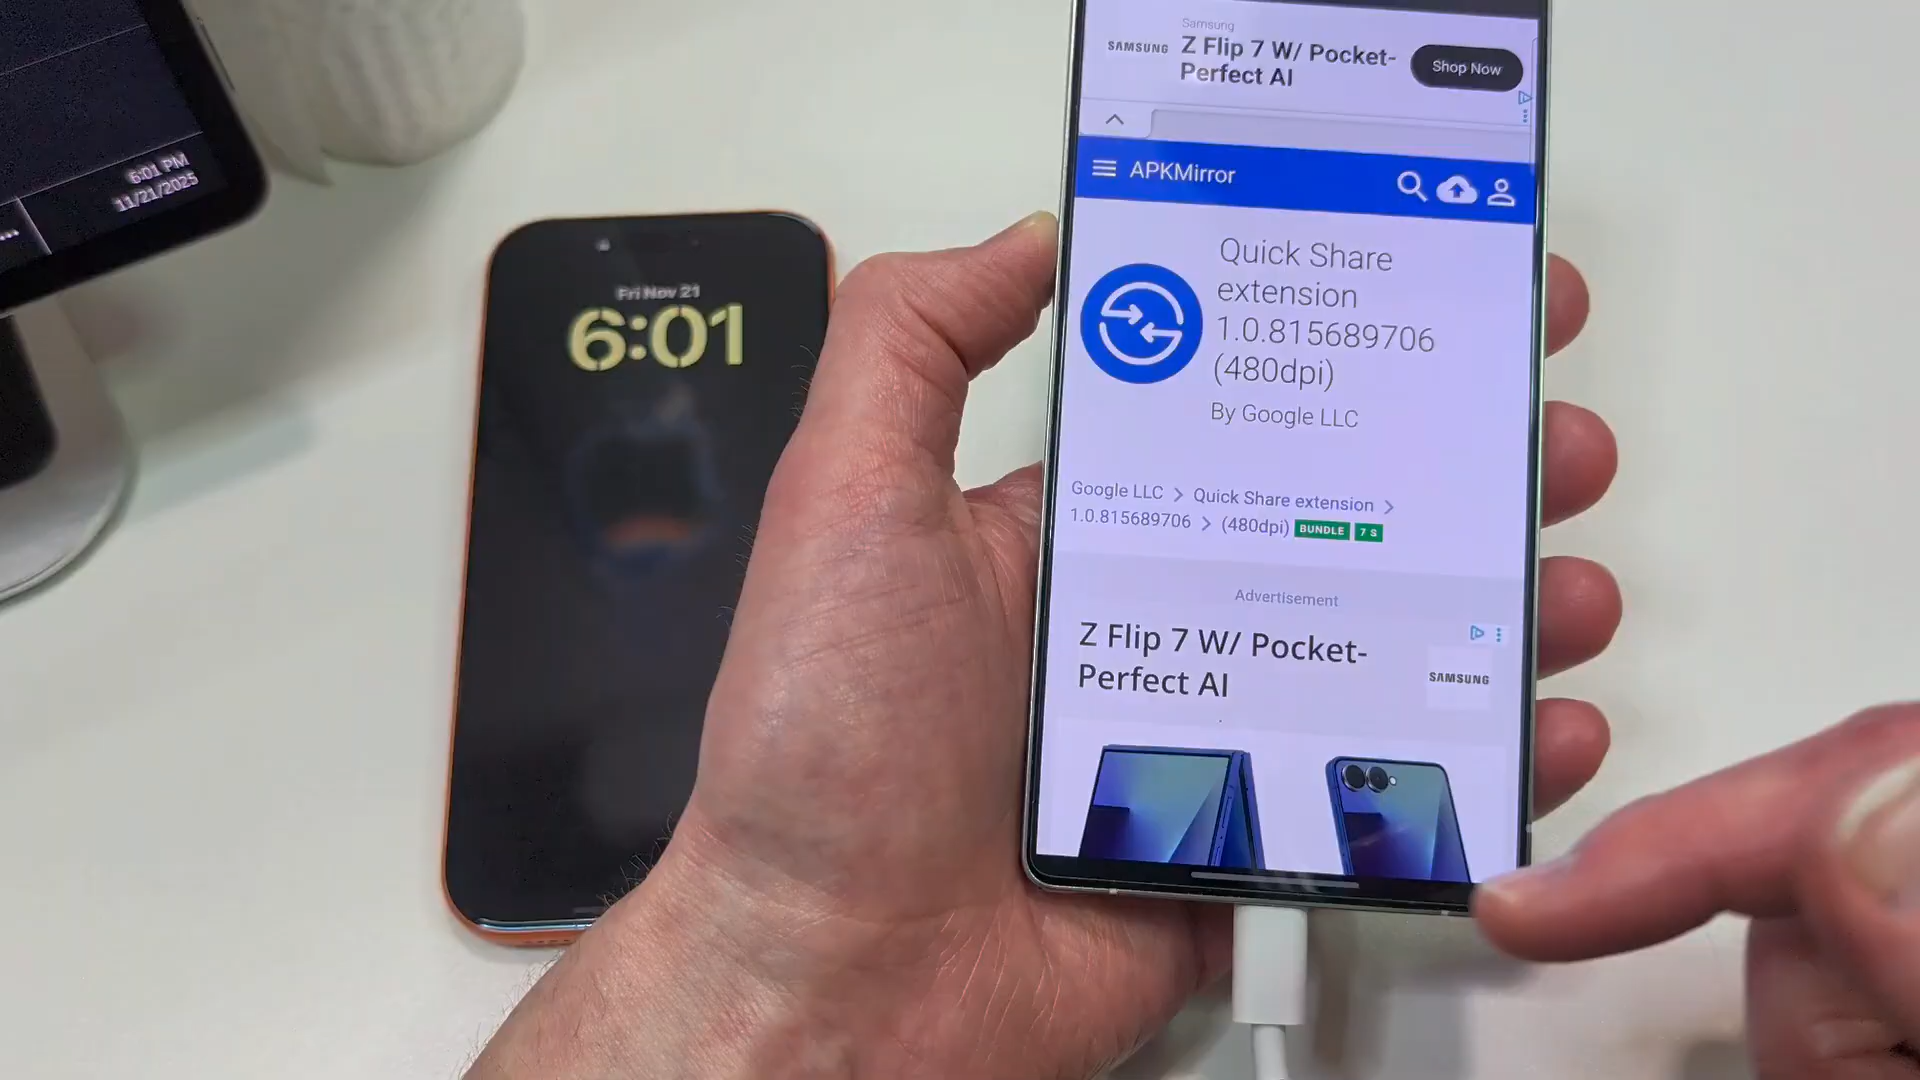 6:01 PM
11/21/2025
...
Fri Nov 21
6:01
Samsung
SAMSUNG
Z Flip 7 W/ Pocket-
Perfect AI
Shop Now
APKMirror
Quick Share
extension
1.0.815689706
(480dpi)
By Google LLC
Google LLC > Quick Share extension >
1.0.815689706 > (480dpi) BUNDLE 7 S
Advertisement
Z Flip 7 W/ Pocket-
Perfect AI
SAMSUNG